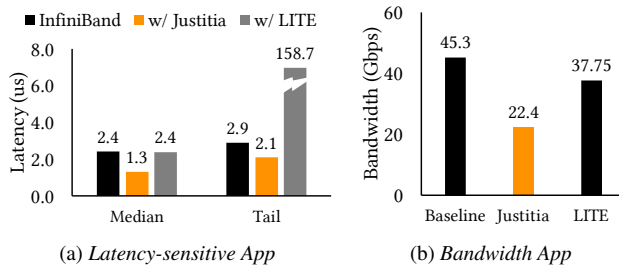 InfiniBand w/ Justitia w/ LITE
Latency (us)
8.0
6.0
4.0
2.0
0.0
2.4
1.3
2.4
2.9
2.1
158.7
Median
Tail
(a) Latency-sensitive App
Bandwidth (Gbps)
60
40
20
0
45.3
22.4
37.75
Baseline
Justitia
LITE
(b) Bandwidth App